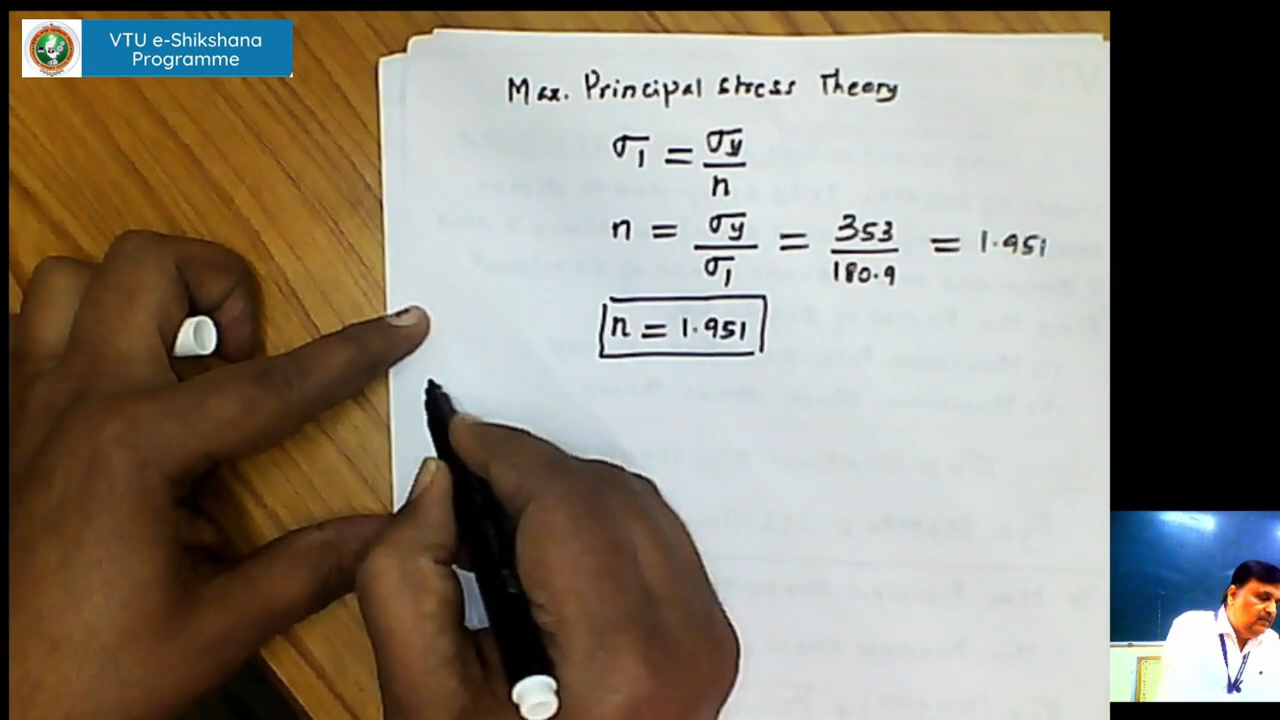 VTU e-Shikshana
Programme
Max. Principal stress Theory
σ1 = σy/n
n = σy/σ1 = 353/180.9 = 1.951
n = 1.951